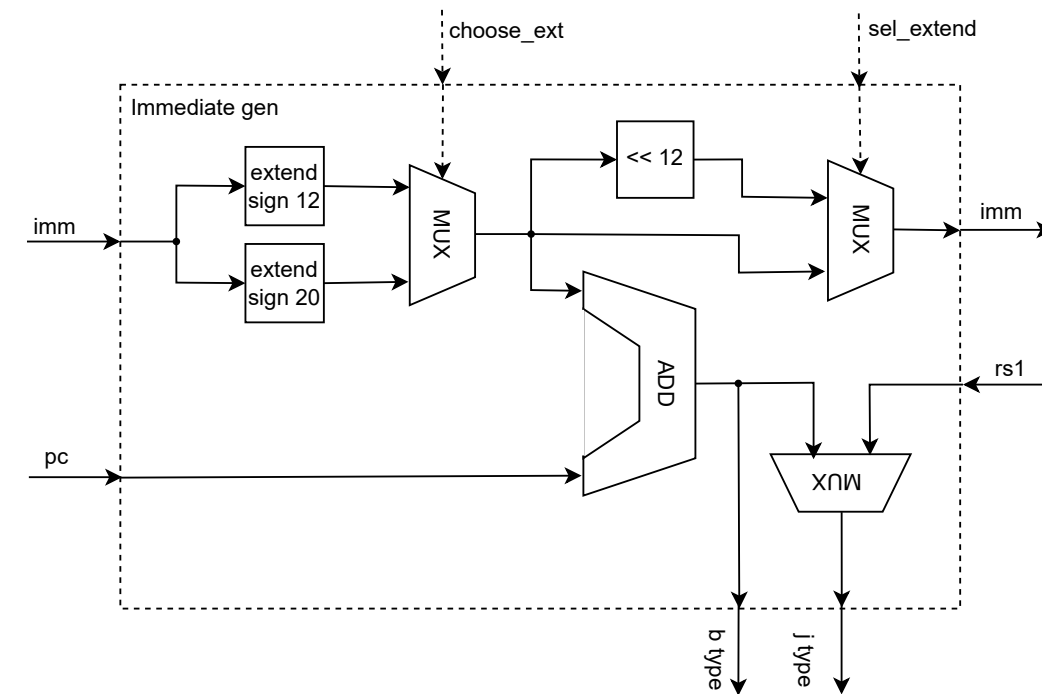 choose_ext
sel_extend
Immediate gen
extend
sign 12
<< 12
MUX
MUX
imm
imm
extend
sign 20
ADD
rs1
pc
MUX
b type
j type